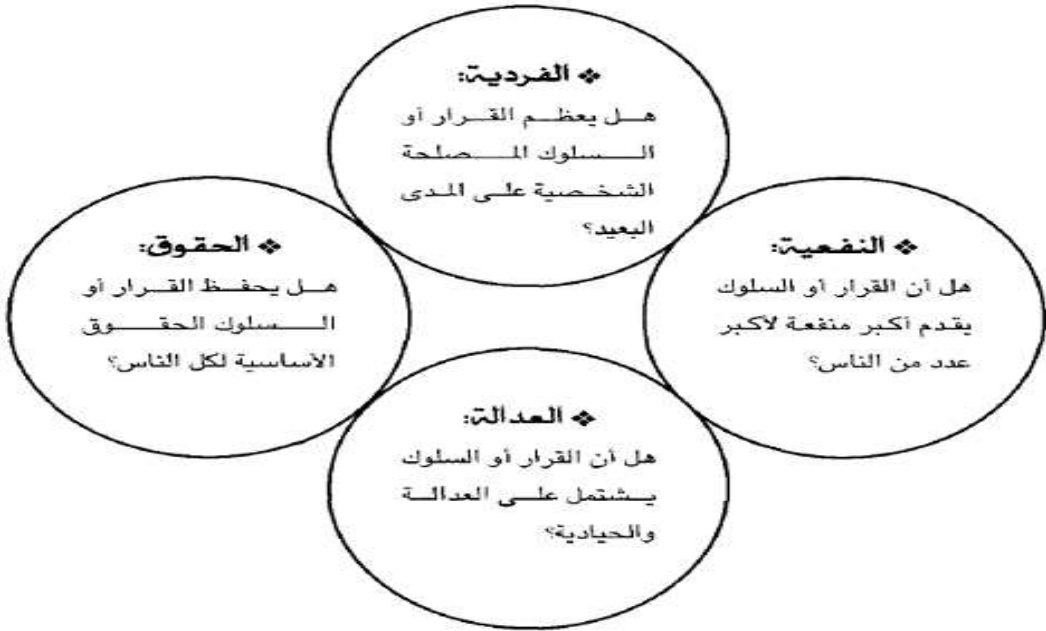 ❖ الفردية:
هل يعظم القرار أو
السلوك المصلحة
الشخصية على المدى
البعيد؟
❖ النفعية:
هل أن القرار أو السلوك
يقدم أكبر منفعة لأكبر
عدد من الناس؟
❖ الحقوق:
هل يحفظ القرار أو
السلوك الحقوق
الأساسية لكل الناس؟
❖ العدالة:
هل أن القرار أو السلوك
يشتمل على العدالة
والحيادية؟